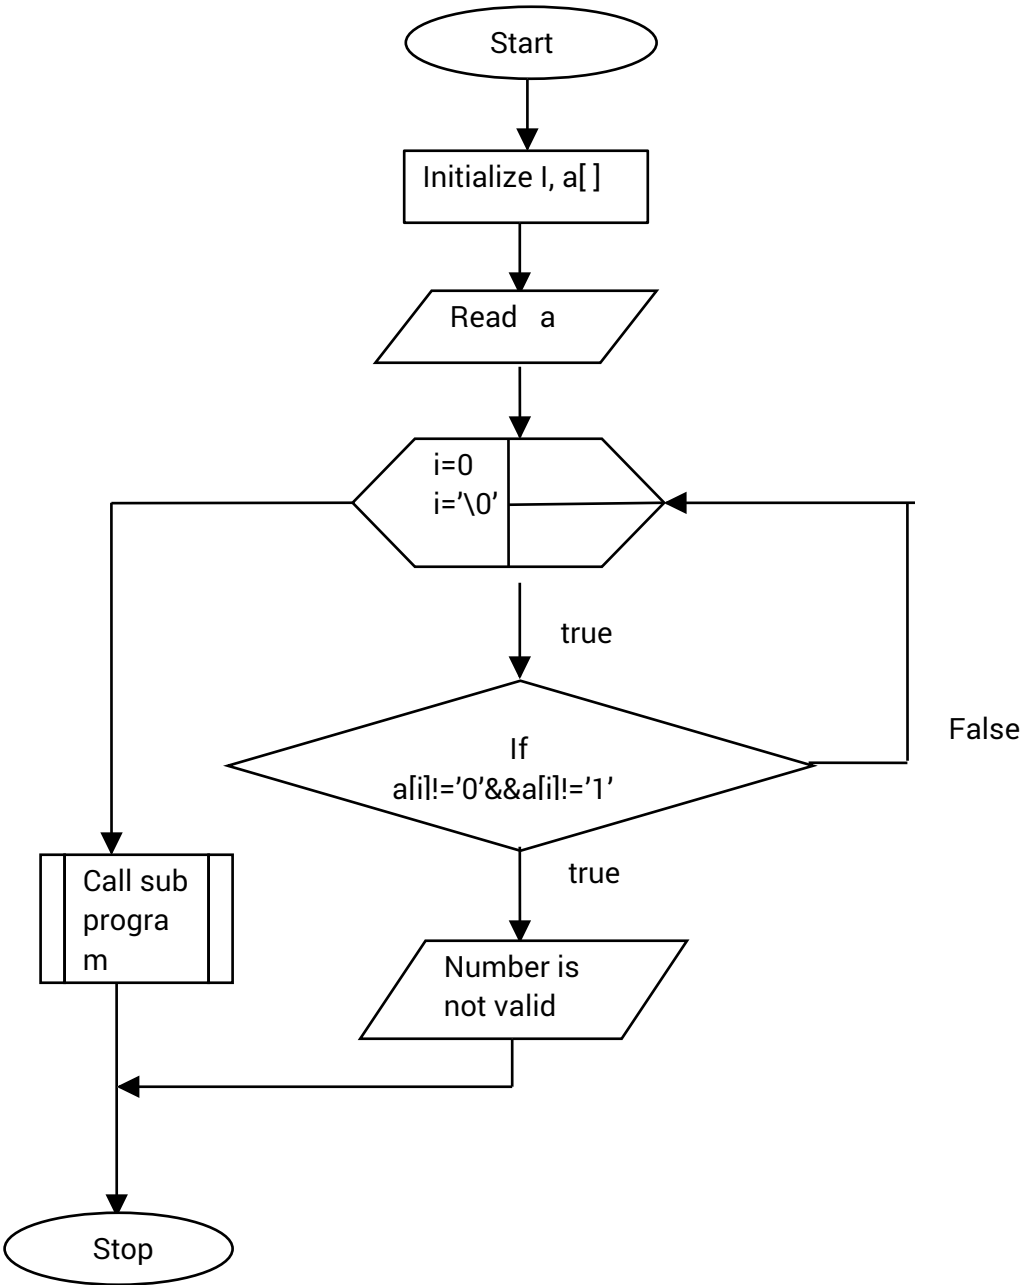 Start
Initialize I, a[ ]
Read a
i=0
i=’\0’
true
False
If
a[i]!=’0’&&a[i]!=’1’
true
Call sub
progra
m
Number is
not valid
Stop